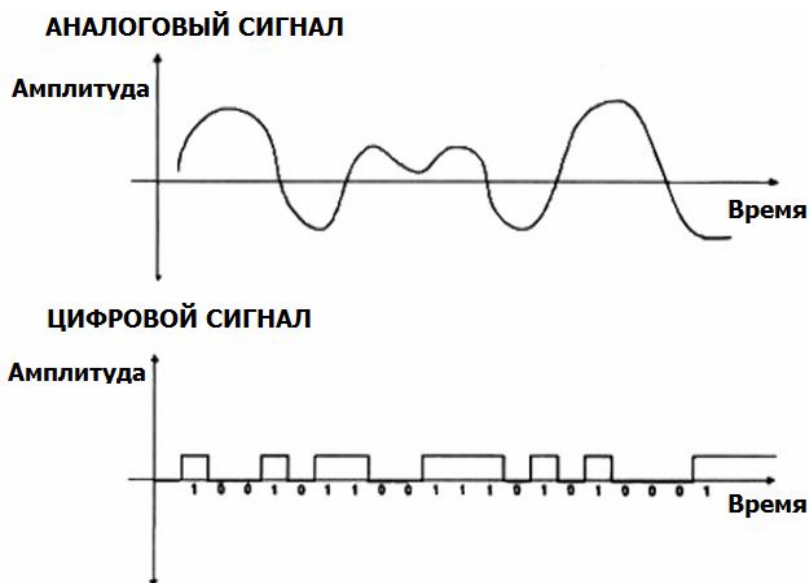 АНАЛОГОВЫЙ СИГНАЛ
Амплитуда
Время
ЦИФРОВОЙ СИГНАЛ
Амплитуда
1 0 0 1 0 1 1 0 0 1 1 1 0 1 0 1 0 0 0 1
Время